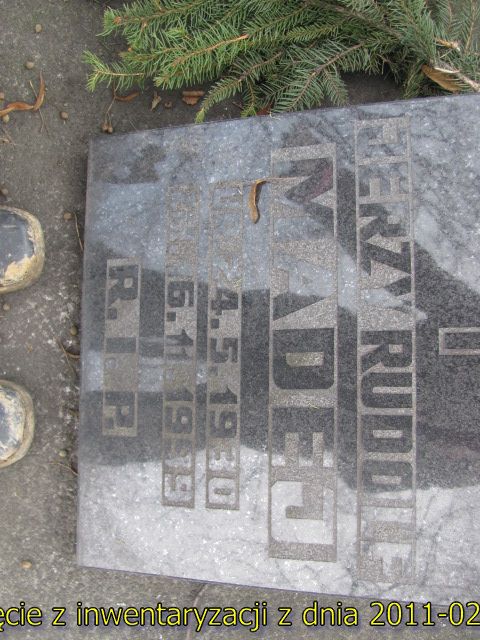 JERZY RUDOLF
MADEJ
24.5.1930
16.11.1999
R.I.P.
ęcie z inwentaryzacji z dnia 2011-02